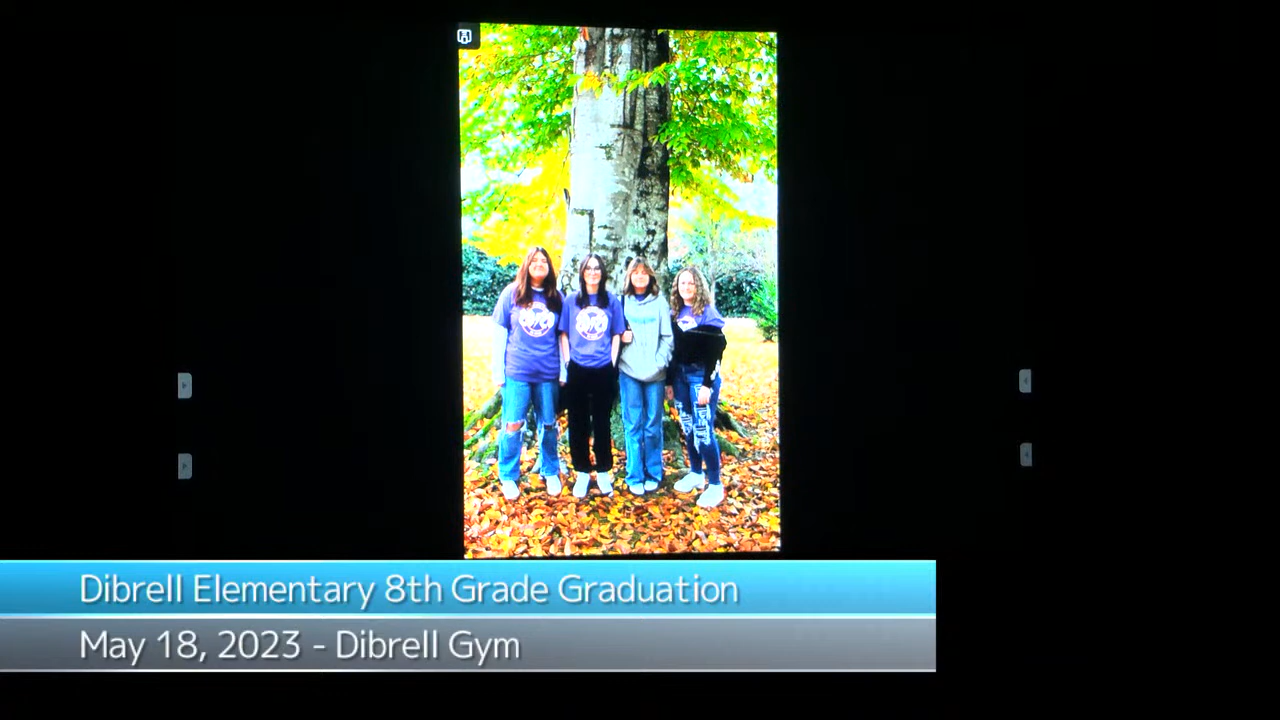 Dibrell Elementary 8th Grade Graduation
May 18, 2023 - Dibrell Gym